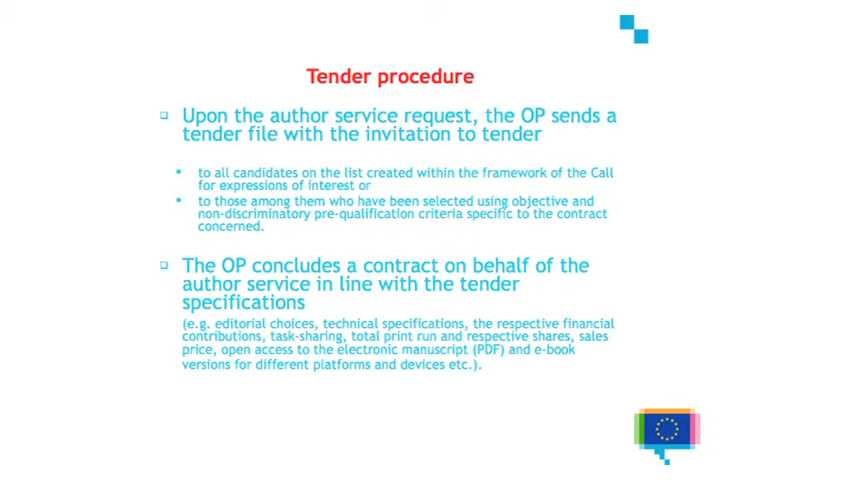 Tender procedure
Upon the author service request, the OP sends a
tender file with the invitation to tender
to all candidates on the list created within the framework of the Call
for expressions of interest or
to those among them who have been selected using objective and
non-discriminatory pre-qualification criteria specific to the contract
concerned.
The OP concludes a contract on behalf of the
author service in line with the tender
specifications
(e.g. editorial choices, technical specifications, the respective financial
contributions, task-sharing, total print run and respective shares, sales
price, open access to the electronic manuscript (PDF) and e-book
versions for different platforms and devices etc.).